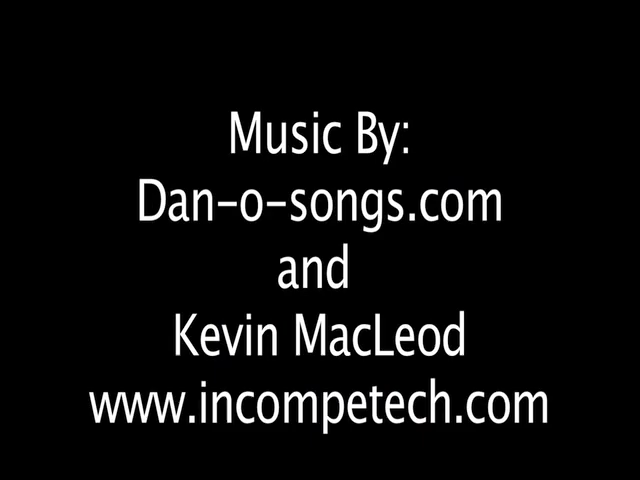 Music By:
Dan-o-songs.com
and
Kevin MacLeod
www.incompetech.com